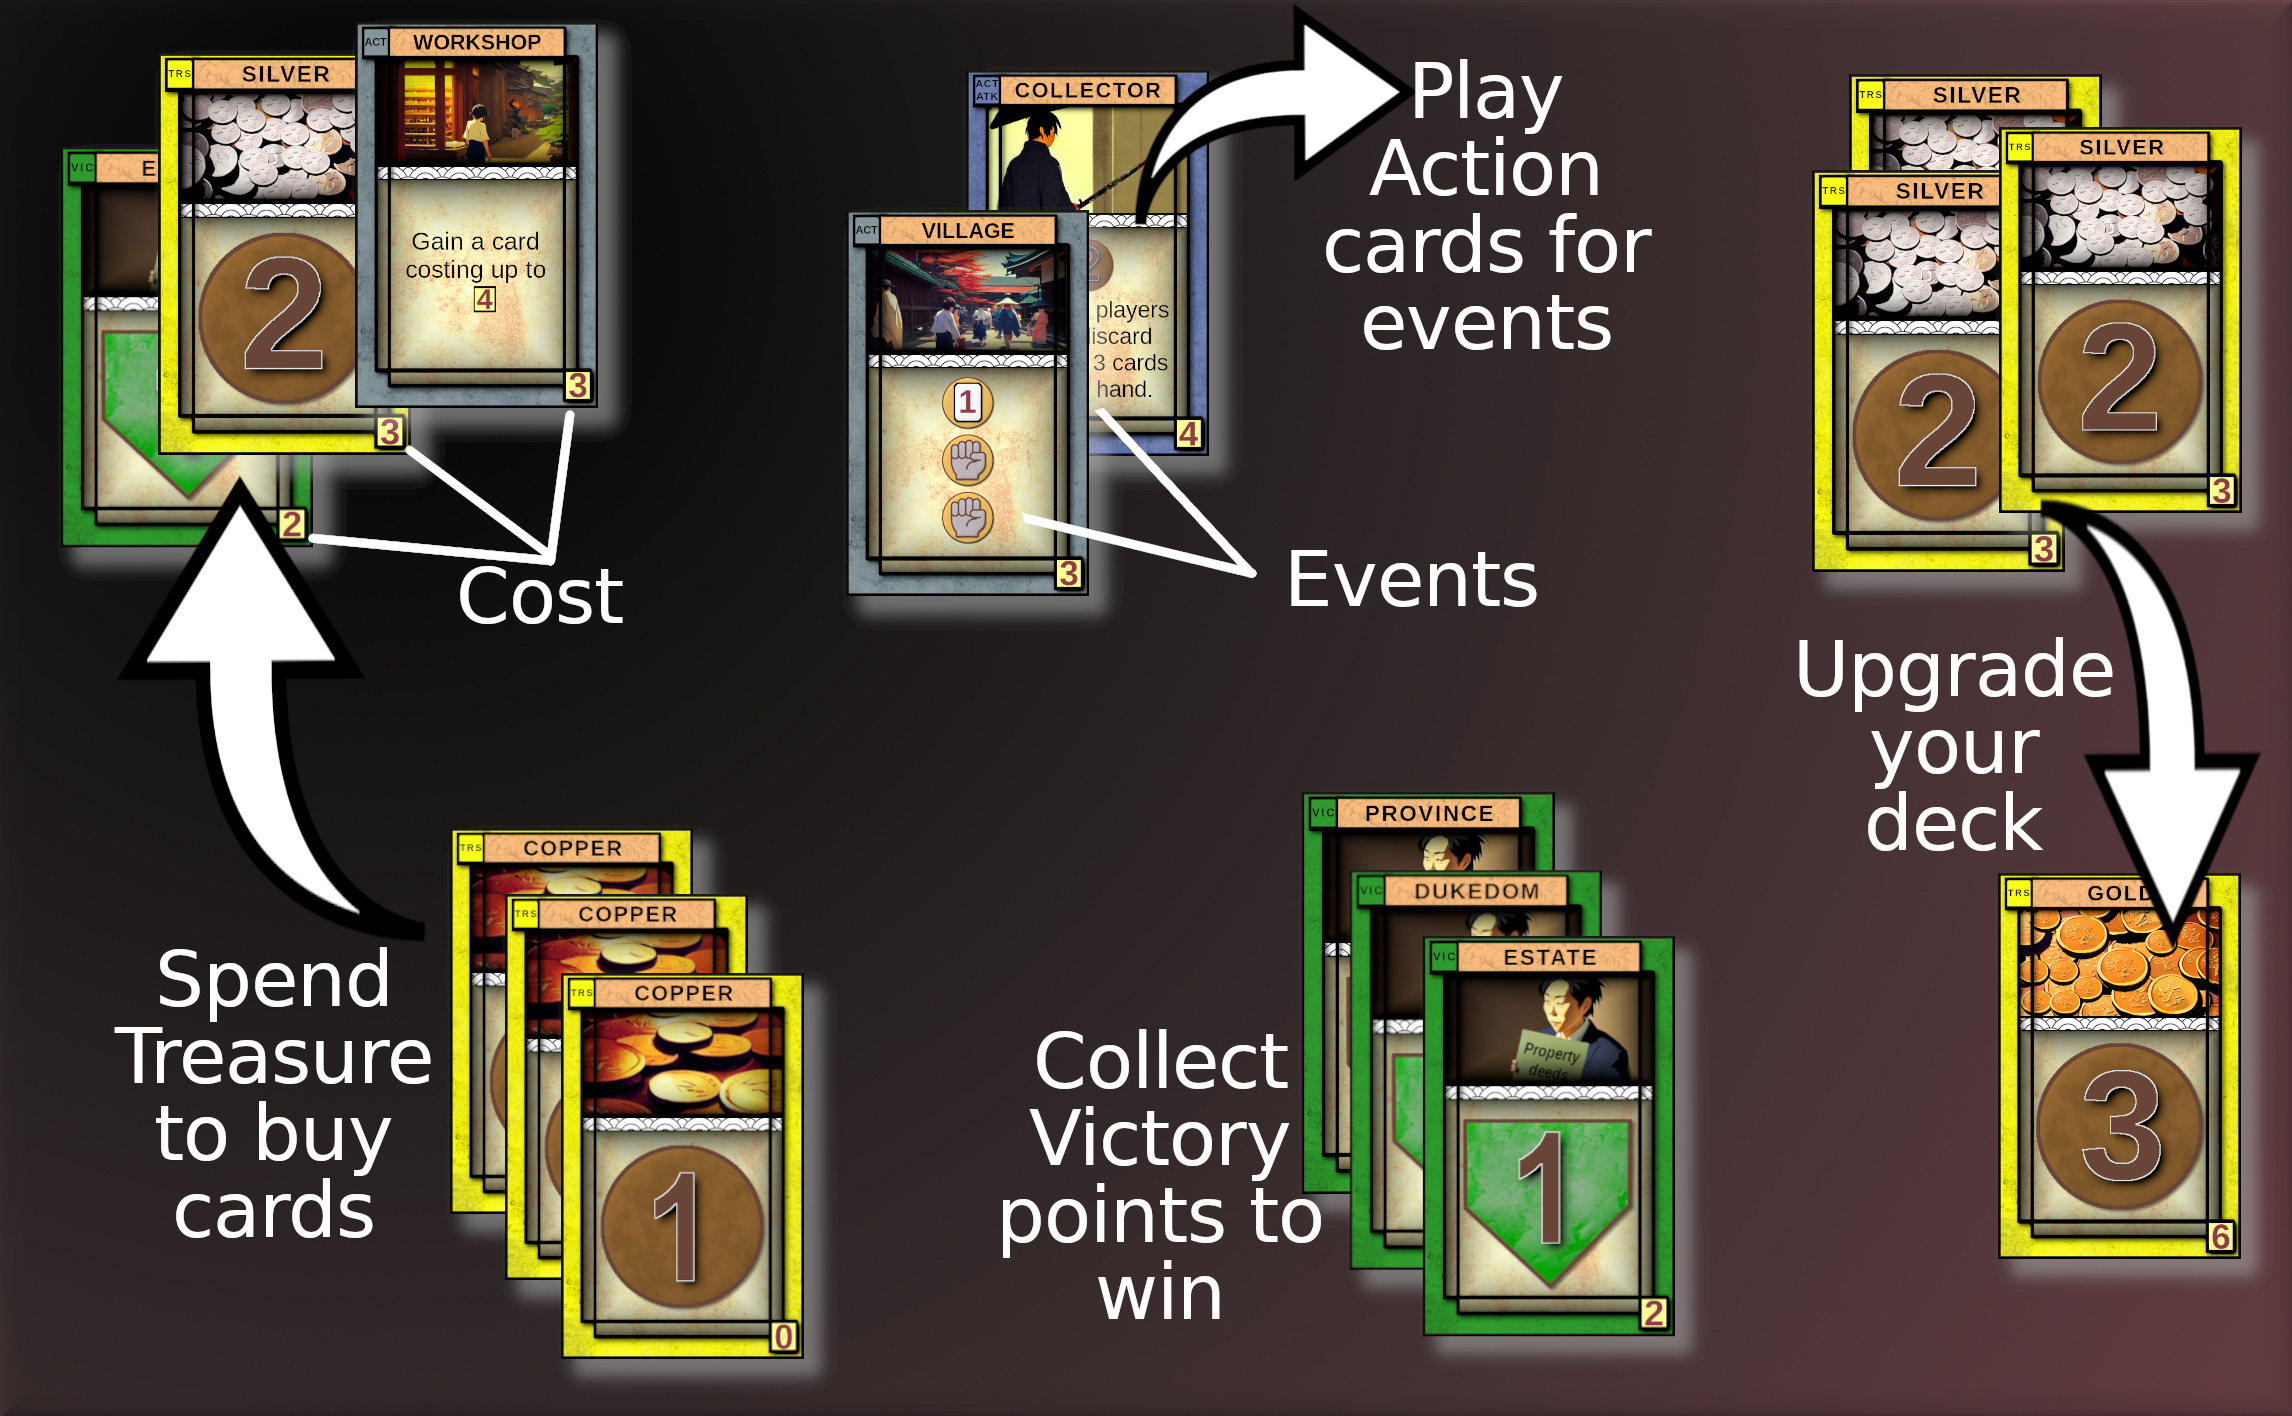 VIC
E
TRS
SILVER
2
3
2
ACT
WORKSHOP
Gain a card
costing up to
4
3
Cost
Spend
Treasure
to buy
cards
TRS
COPPER
TRS
COPPER
TRS
COPPER
1
0
ACT
ATK
COLLECTOR
2
players
discard
3 cards
hand.
4
ACT
VILLAGE
1
3
Play
Action
cards for
events
Events
Collect
Victory
points to
win
VIC
PROVINCE
VIC
DUKEDOM
VIC
ESTATE
Property
deeds
1
2
TRS
SILVER
TRS
SILVER
2
3
TRS
SILVER
2
3
Upgrade
your
deck
TRS
GOLD
3
6